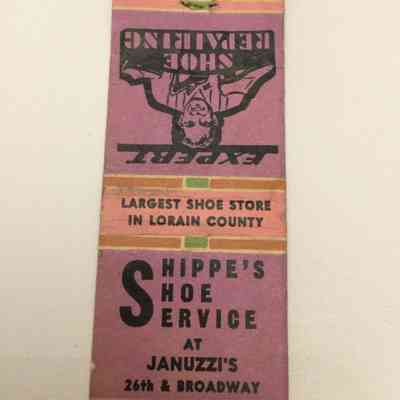 EXPERT
SHOE
REPAIRING
LARGEST SHOE STORE
IN LORAIN COUNTY
SHIPPE'S
SHOE
SERVICE
AT
JANUZZI'S
26th & BROADWAY